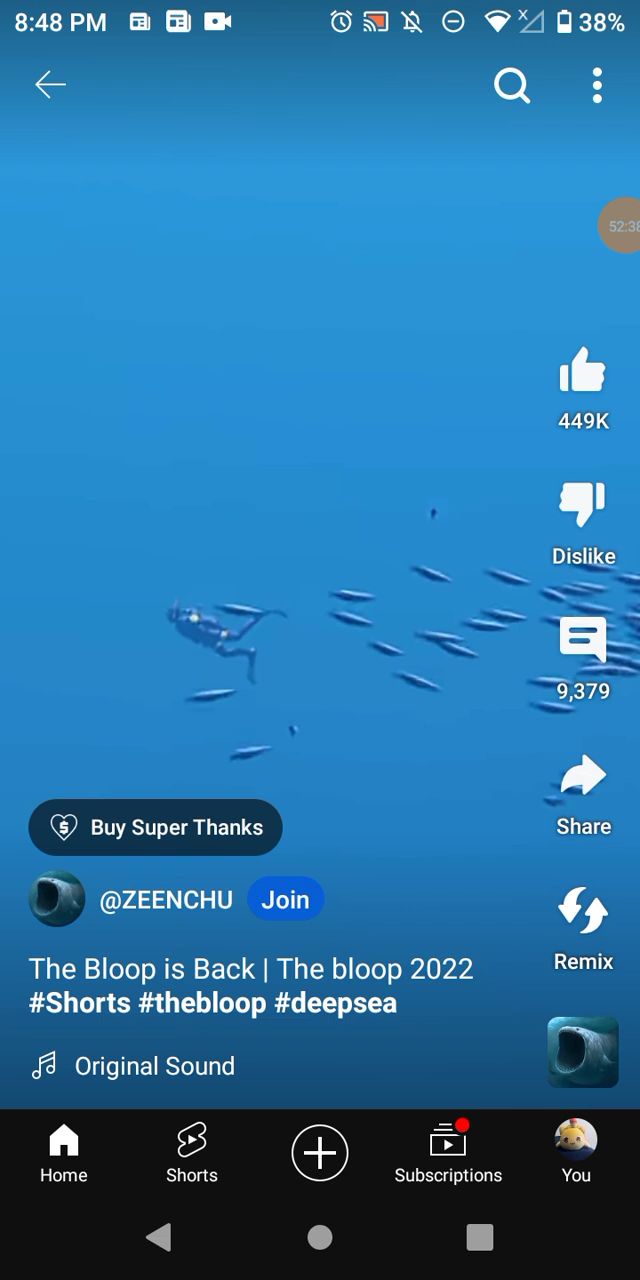 8:48 PM
38%
52:38
449K
Dislike
9,379
Share
Remix
Buy Super Thanks
@ZEENCHU Join
The Bloop is Back | The bloop 2022
#Shorts #thebloop #deepsea
Original Sound
Home
Shorts
Subscriptions
You